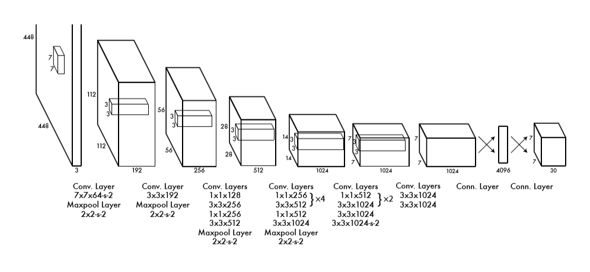 448
448
7
7
3
112
112
3
3
192
56
56
3
3
256
28
28
3
3
512
14
14
3
3
1024
7
7
3
3
1024
7
7
1024
4096
7
7
30
Conv. Layer
7x7x64-s-2
Maxpool Layer
2x2-s-2
Conv. Layer
3x3x192
Maxpool Layer
2x2-s-2
Conv. Layers
1x1x128
3x3x256
1x1x256
3x3x512
Maxpool Layer
2x2-s-2
Conv. Layers
1x1x256
3x3x512
}×4
1x1x512
3x3x1024
Maxpool Layer
2x2-s-2
Conv. Layers
1x1x512
3x3x1024
}×2
3x3x1024
3x3x1024-s-2
Conv. Layers
3x3x1024
3x3x1024
Conn. Layer
Conn. Layer